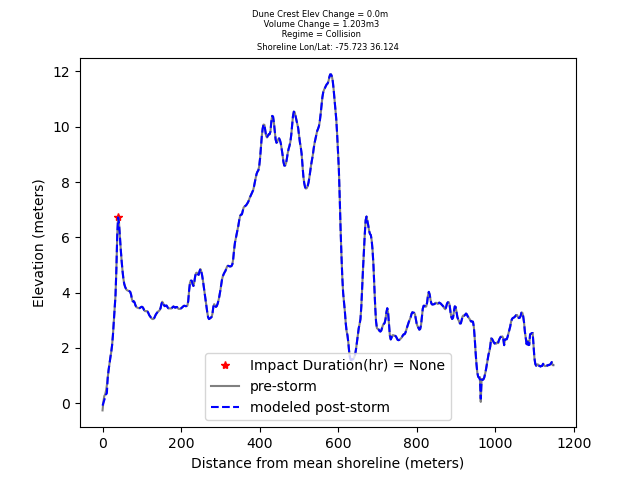 Dune Crest Elev Change = 0.0m
Volume Change = 1.203m3
Regime = Collision
Shoreline Lon/Lat: -75.723 36.124
12
10
8
6
4
2
0
Elevation (meters)
Impact Duration(hr) = None
pre-storm
modeled post-storm
0 200 400 600 800 1000 1200
Distance from mean shoreline (meters)